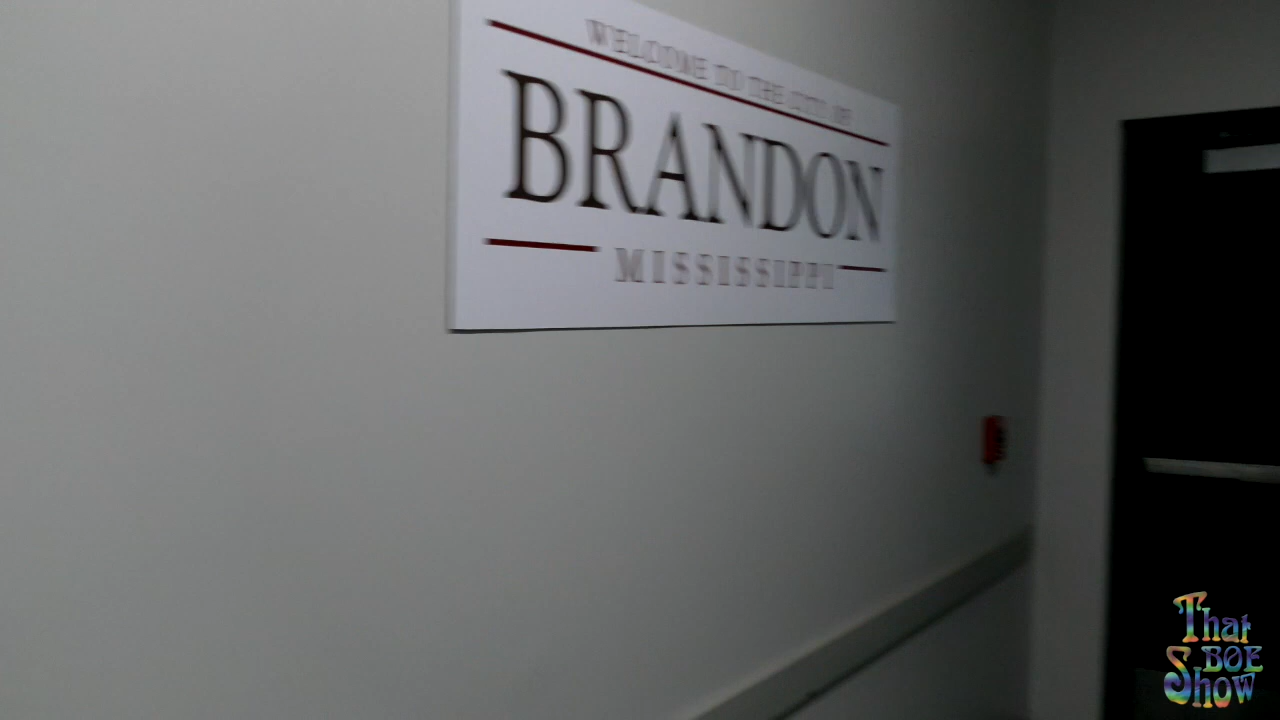 WELCOME TO THE CITY OF
BRANDON
MISSISSIPPI
That
BOE
Show